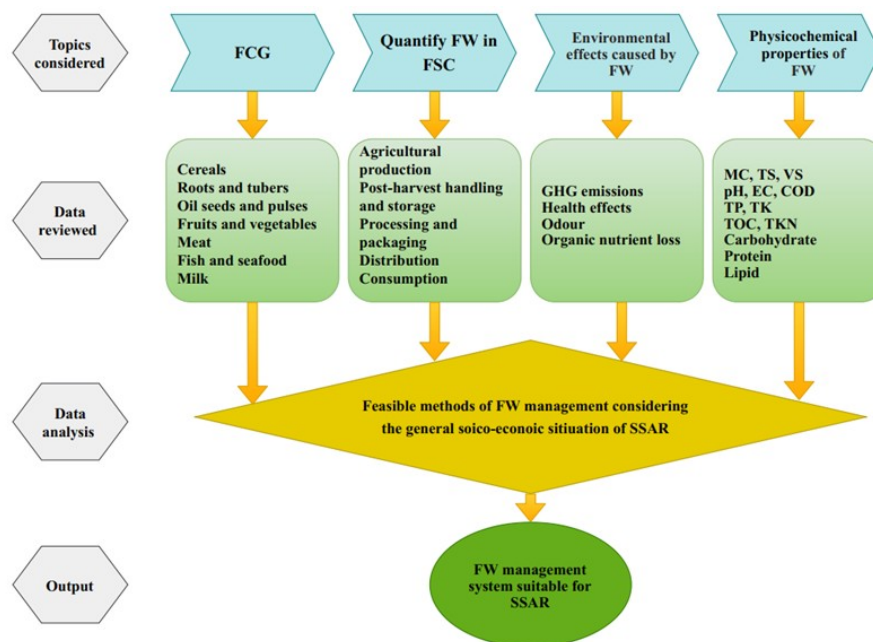 Topics
considered
FCG
Quantify FW in
FSC
Environmental
effects caused by
FW
Physicochemical
properties of
FW
Data
reviewed
Cereals
Roots and tubers
Oil seeds and pulses
Fruits and vegetables
Meat
Fish and seafood
Milk
Agricultural
production
Post-harvest handling
and storage
Processing and
packaging
Distribution
Consumption
GHG emissions
Health effects
Odour
Organic nutrient loss
MC, TS, VS
pH, EC, COD
TP, TK
TOC, TKN
Carbohydrate
Protein
Lipid
Data
analysis
Feasible methods of FW management considering
the general soico-econoic sitiuation of SSAR
Output
FW management
system suitable for
SSAR